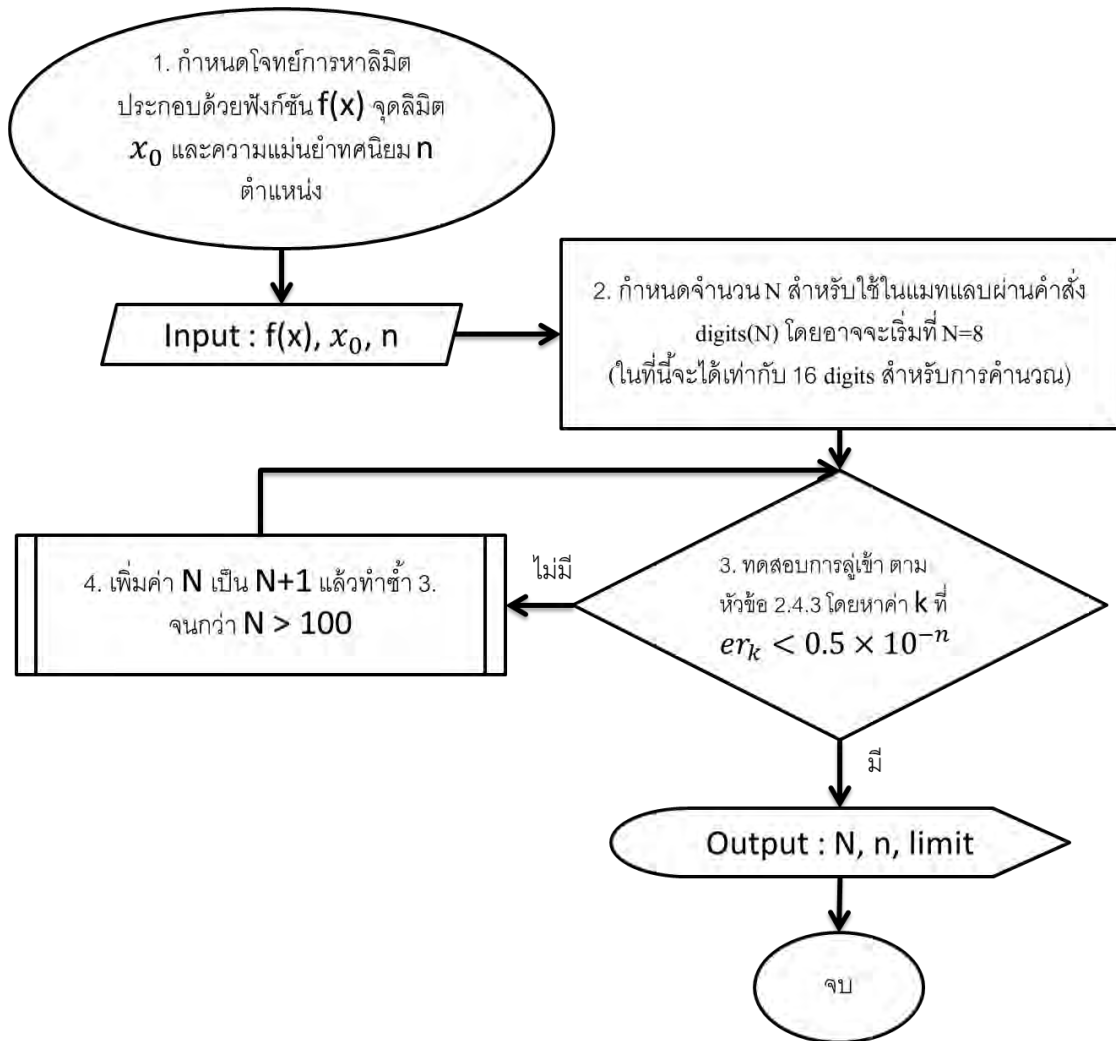 1. กำหนดโจทย์การหาลิมิต
ประกอบด้วยฟังก์ชัน f(x) จุดลิมิต
x₀ และความแม่นยำทศนิยม n
ตำแหน่ง
Input : f(x), x₀, n
2. กำหนดจำนวน N สำหรับใช้ในแมทแลบผ่านคำสั่ง
digits(N) โดยอาจจะเริ่มที่ N=8
(ในที่นี้จะได้เท่ากับ 16 digits สำหรับการคำนวณ)
3. ทดสอบการลู่เข้า ตาม
หัวข้อ 2.4.3 โดยหาค่า k ที่
erₖ < 0.5 × 10⁻ⁿ
ไม่มี
4. เพิ่มค่า N เป็น N+1 แล้วทำซ้ำ 3.
จนกว่า N > 100
มี
Output : N, n, limit
จบ